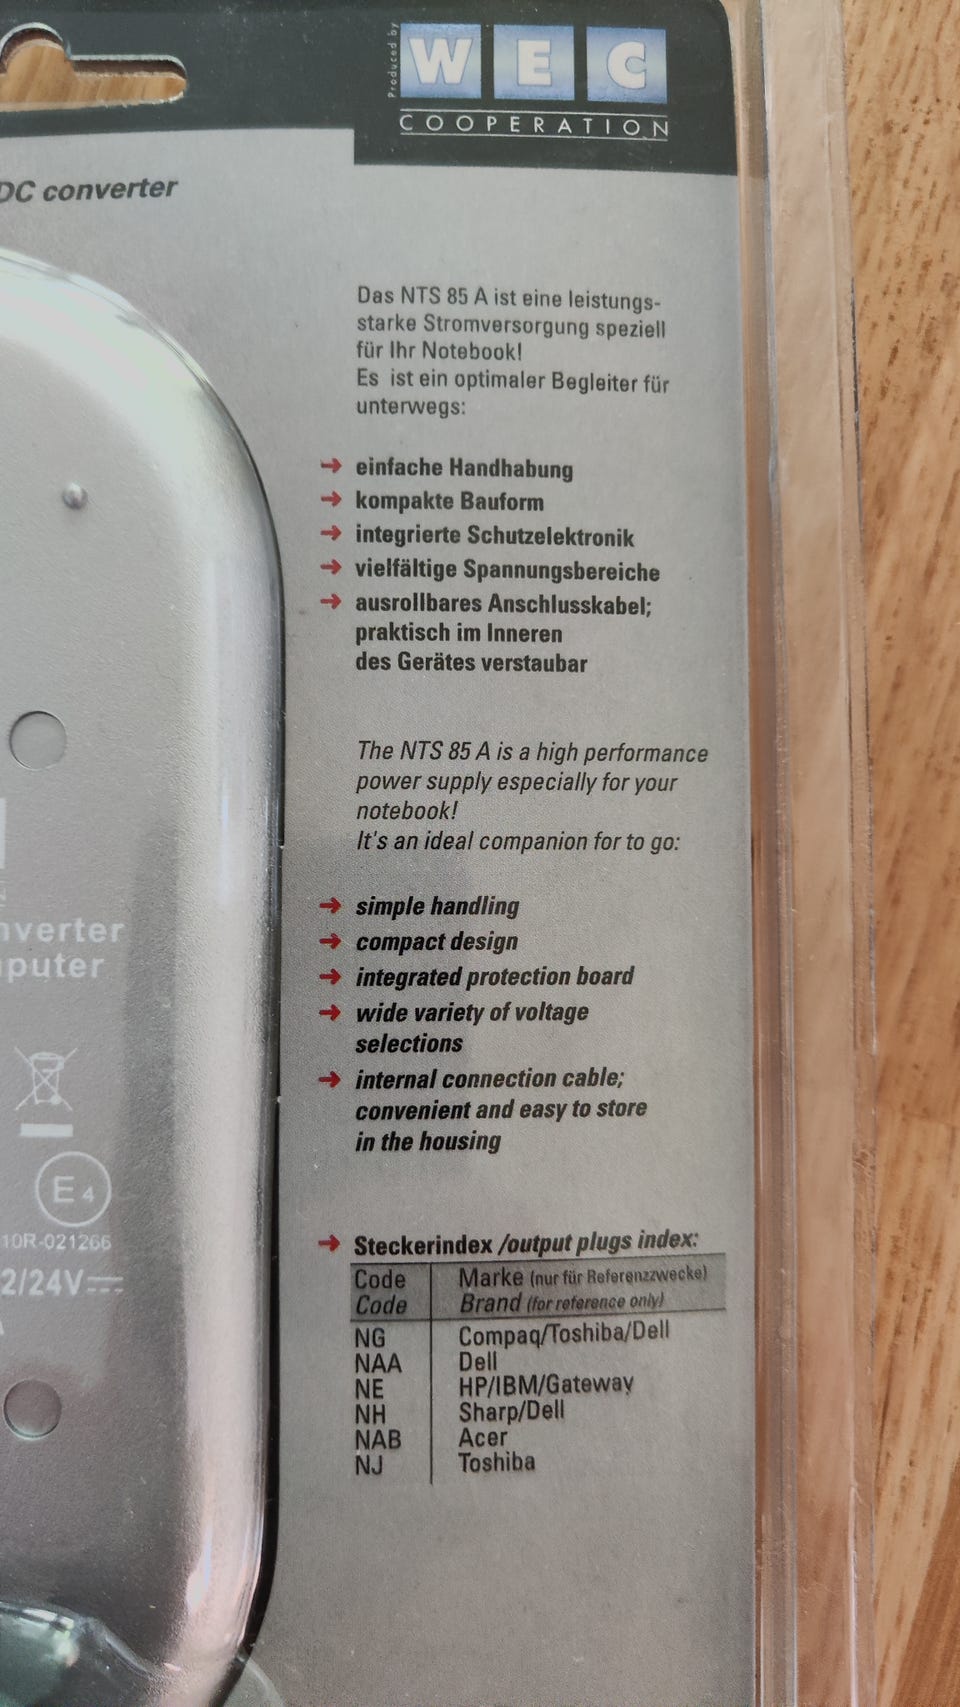 Produced by
WEC
COOPERATION
DC converter
Das NTS 85 A ist eine leistungs-
starke Stromversorgung speziell
für Ihr Notebook!
Es ist ein optimaler Begleiter für
unterwegs:
→ einfache Handhabung
→ kompakte Bauform
→ integrierte Schutzelektronik
→ vielfältige Spannungsbereiche
→ ausrollbares Anschlusskabel;
praktisch im Inneren
des Gerätes verstaubar
The NTS 85 A is a high performance
power supply especially for your
notebook!
It's an ideal companion for to go:
→ simple handling
→ compact design
→ integrated protection board
→ wide variety of voltage
selections
→ internal connection cable;
convenient and easy to store
in the housing
→ Steckerindex /output plugs index:
Code Marke (nur für Referenzzwecke)
Code Brand (for reference only)
NG Compaq/Toshiba/Dell
NAA Dell
NE HP/IBM/Gateway
NH Sharp/Dell
NAB Acer
NJ Toshiba
nverter
puter
E4
10R-021266
2/24V